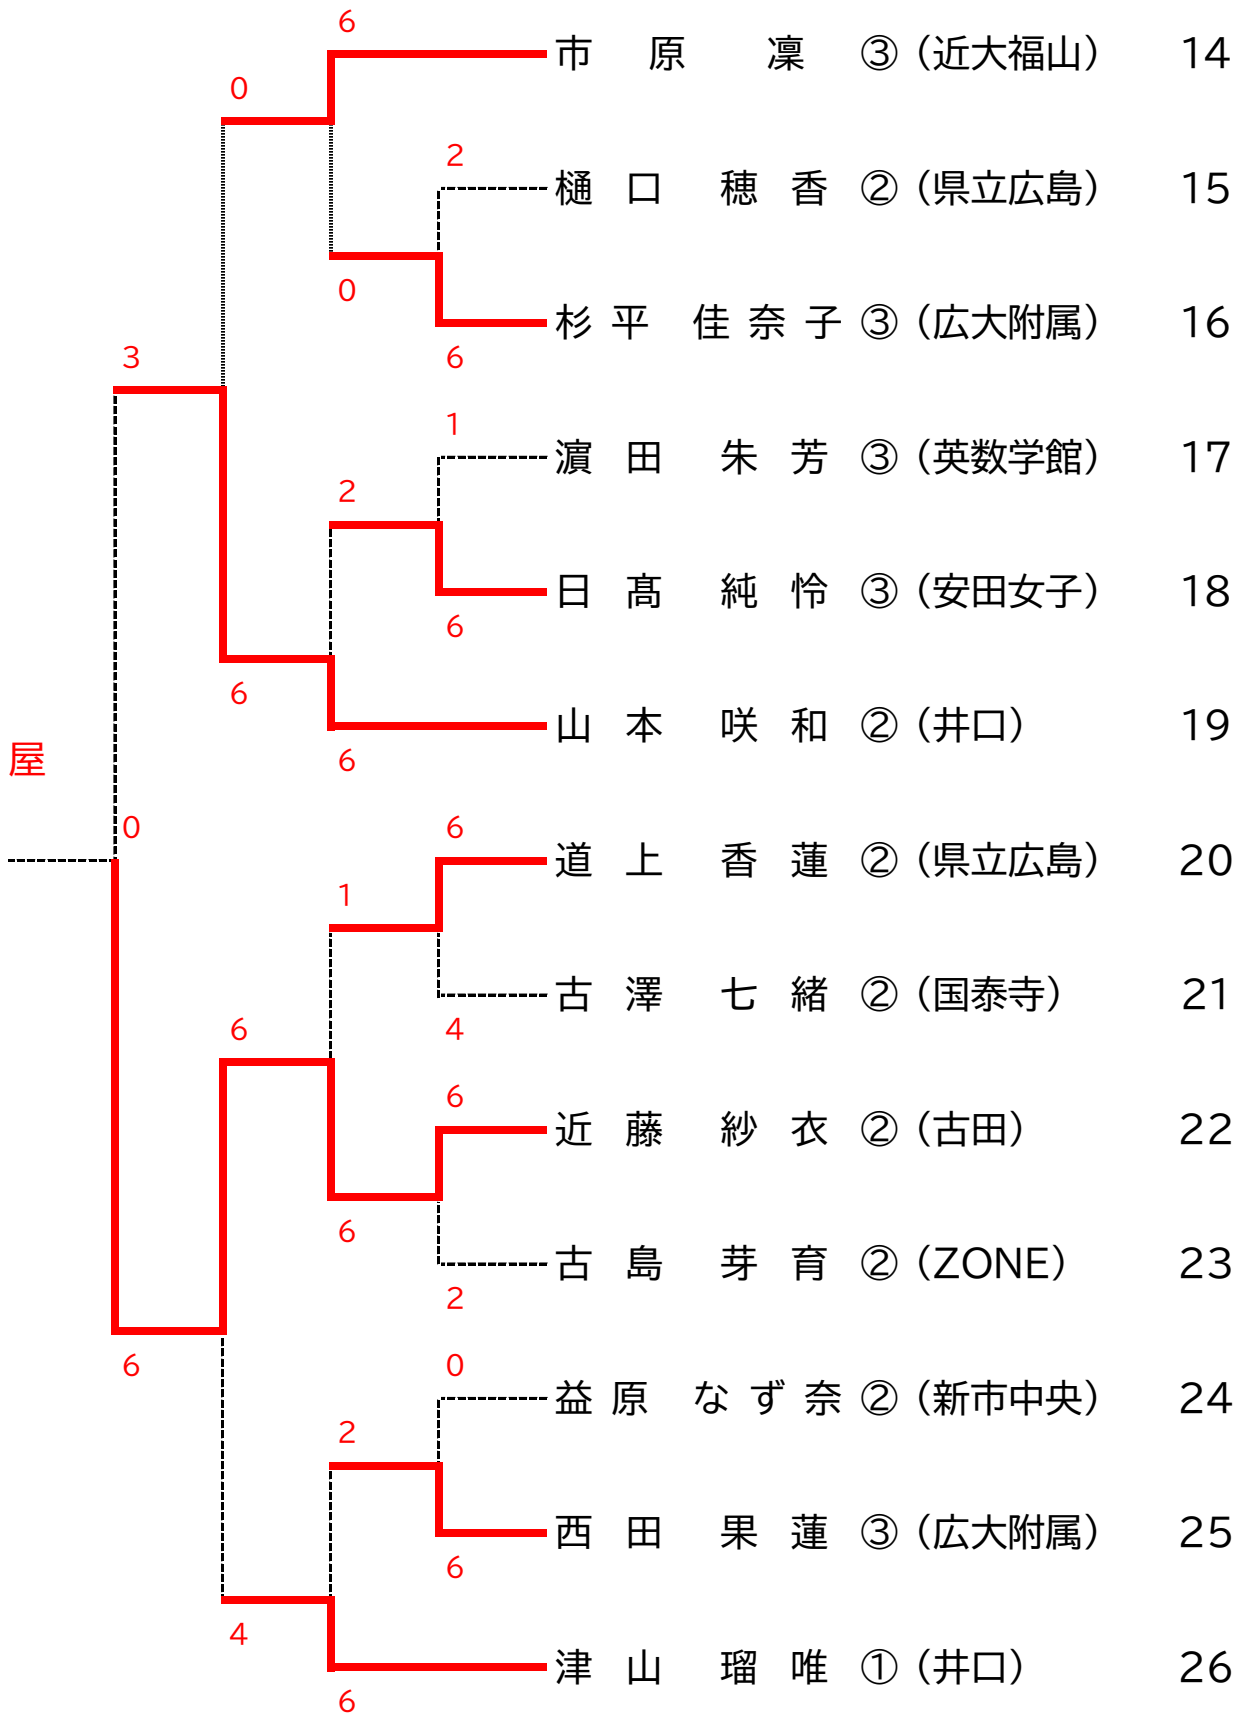 6
市 原 凜 ③ (近大福山) 14
0
2
樋 口 穂 香 ② (県立広島) 15
0
杉 平 佳 奈 子 ③ (広大附属) 16
3
6
1
濵 田 朱 芳 ③ (英数学館) 17
2
日 髙 純 怜 ③ (安田女子) 18
6
6
山 本 咲 和 ② (井口) 19
屋
6
0
6
道 上 香 蓮 ② (県立広島) 20
1
古 澤 七 緒 ② (国泰寺) 21
6
4
6
近 藤 紗 衣 ② (古田) 22
6
古 島 芽 育 ② (ZONE) 23
2
6
0
益 原 な ず 奈 ② (新市中央) 24
2
西 田 果 蓮 ③ (広大附属) 25
6
4
津 山 瑠 唯 ① (井口) 26
6